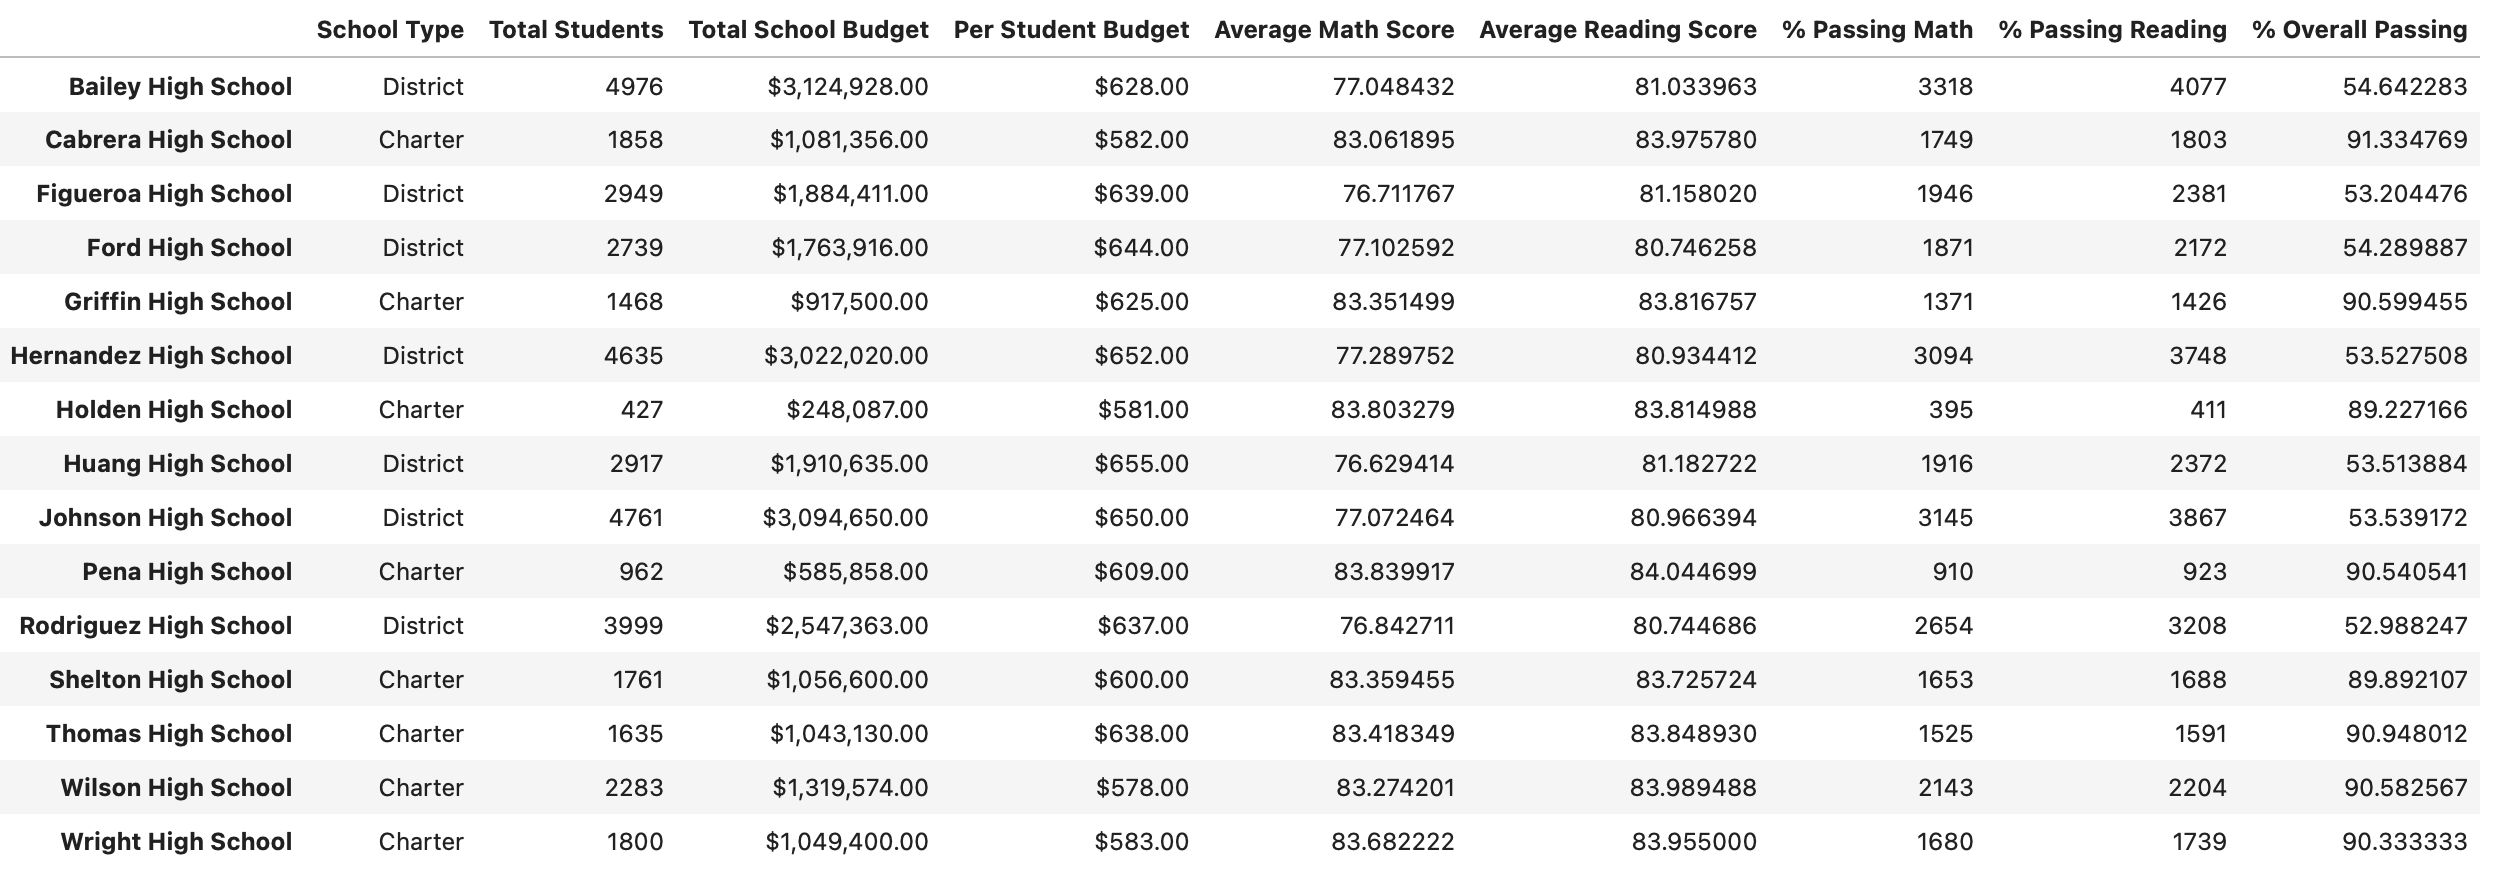 School Type Total Students Total School Budget Per Student Budget Average Math Score Average Reading Score % Passing Math % Passing Reading % Overall Passing
Bailey High School District 4976 $3,124,928.00 $628.00 77.048432 81.033963 3318 4077 54.642283
Cabrera High School Charter 1858 $1,081,356.00 $582.00 83.061895 83.975780 1749 1803 91.334769
Figueroa High School District 2949 $1,884,411.00 $639.00 76.711767 81.158020 1946 2381 53.204476
Ford High School District 2739 $1,763,916.00 $644.00 77.102592 80.746258 1871 2172 54.289887
Griffin High School Charter 1468 $917,500.00 $625.00 83.351499 83.816757 1371 1426 90.599455
Hernandez High School District 4635 $3,022,020.00 $652.00 77.289752 80.934412 3094 3748 53.527508
Holden High School Charter 427 $248,087.00 $581.00 83.803279 83.814988 395 411 89.227166
Huang High School District 2917 $1,910,635.00 $655.00 76.629414 81.182722 1916 2372 53.513884
Johnson High School District 4761 $3,094,650.00 $650.00 77.072464 80.966394 3145 3867 53.539172
Pena High School Charter 962 $585,858.00 $609.00 83.839917 84.044699 910 923 90.540541
Rodriguez High School District 3999 $2,547,363.00 $637.00 76.842711 80.744686 2654 3208 52.988247
Shelton High School Charter 1761 $1,056,600.00 $600.00 83.359455 83.725724 1653 1688 89.892107
Thomas High School Charter 1635 $1,043,130.00 $638.00 83.418349 83.848930 1525 1591 90.948012
Wilson High School Charter 2283 $1,319,574.00 $578.00 83.274201 83.989488 2143 2204 90.582567
Wright High School Charter 1800 $1,049,400.00 $583.00 83.682222 83.955000 1680 1739 90.333333